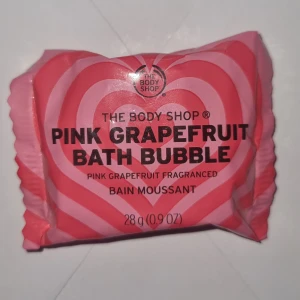 THE BODY SHOP
THE BODY SHOP®
PINK GRAPEFRUIT
BATH BUBBLE
PINK GRAPEFRUIT FRAGRANCED
BAIN MOUSSANT
28 g (0,9 OZ)